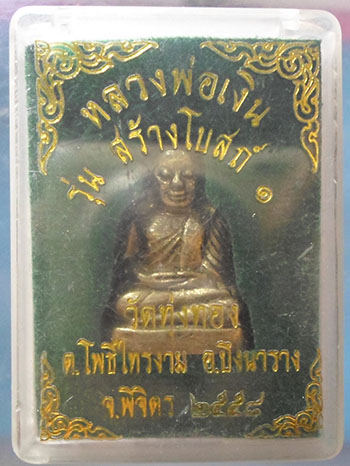 หลวงพ่อเงิน
รุ่น สร้างโบสถ์ ๑
วัดทุ่งทอง
ต.โพธิ์ไทรงาม อ.บึงนาราง
จ.พิจิตร ๒๕๕๘